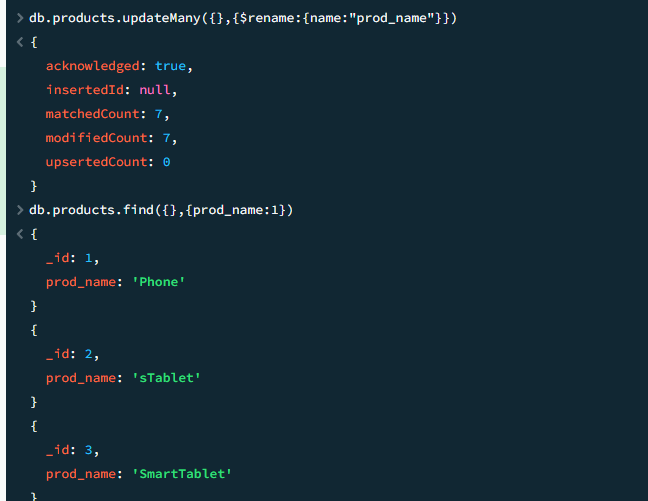 > db.products.updateMany({},{$rename:{name:"prod_name"}})
< {
acknowledged: true,
insertedId: null,
matchedCount: 7,
modifiedCount: 7,
upsertedCount: 0
}
> db.products.find({},{prod_name:1})
< {
_id: 1,
prod_name: 'Phone'
}
{
_id: 2,
prod_name: 'sTablet'
}
{
_id: 3,
prod_name: 'SmartTablet'
}